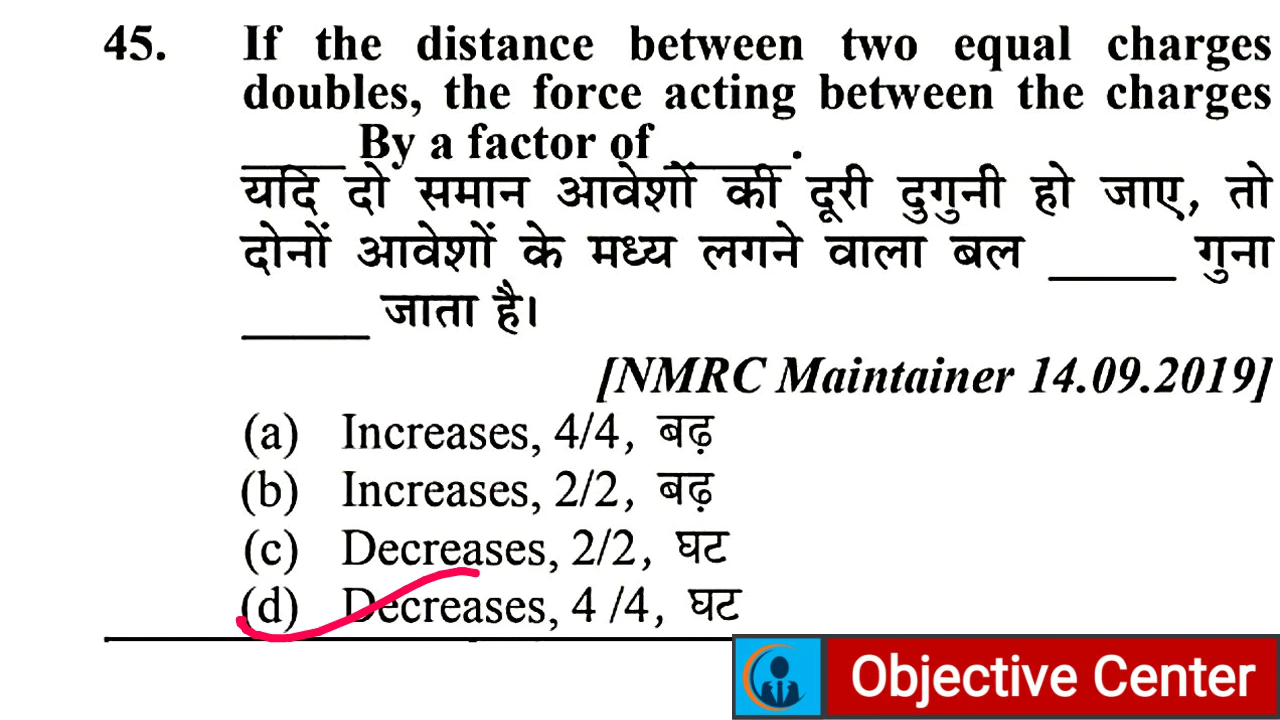 45. If the distance between two equal charges
doubles, the force acting between the charges
____ By a factor of _____.
यदि दो समान आवेशों की दूरी दुगुनी हो जाए, तो
दोनों आवेशों के मध्य लगने वाला बल _____ गुना
_____ जाता है।
[NMRC Maintainer 14.09.2019]
(a) Increases, 4/4, बढ़
(b) Increases, 2/2, बढ़
(c) Decreases, 2/2, घट
(d) Decreases, 4 /4, घट
Objective Center